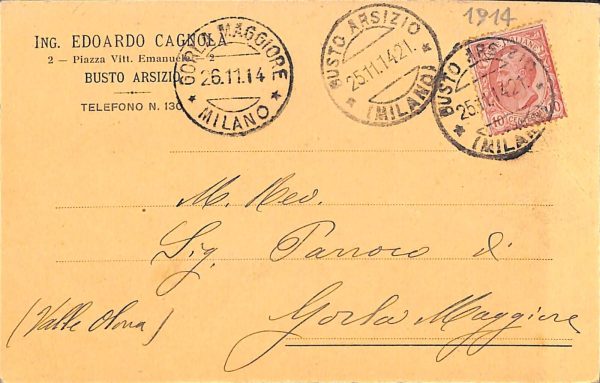 1914
ING. EDOARDO CAGNOLA
2 – Piazza Vitt. Emanuele – 2
BUSTO ARSIZIO
TELEFONO N. 130
GORLA MAGGIORE
26.11.14
* MILANO *
BUSTO ARSIZIO
25.11.14 21.
* (MILANO) *
BUSTO ARSIZIO
25.11.14 21.
* (MILANO)
M. Rev.
Sig. Parroco di
(Valle Olona)
Gorla Maggiore